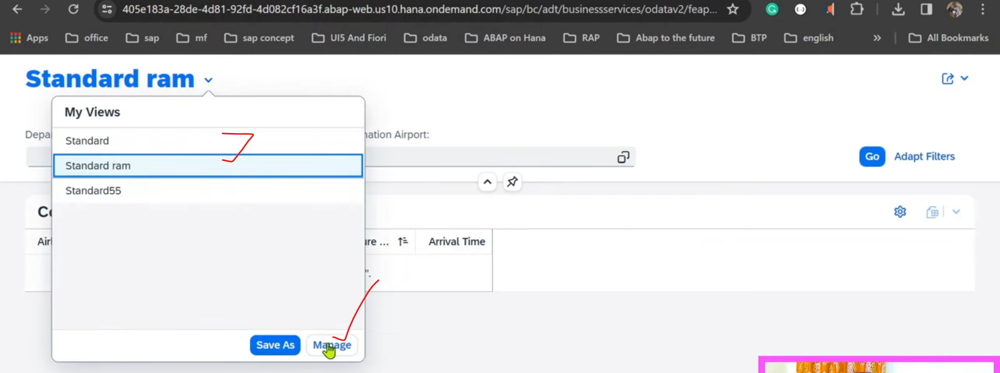 405e183a-28de-4d81-92fd-4d082cf16a3f.abap-web.us10.hana.ondemand.com/sap/bc/adt/businessservices/odatav2/feap...
Apps office sap mf sap concept UI5 And Fiori odata ABAP on Hana RAP Abap to the future BTP english » All Bookmarks
Standard ram
My Views
Depa ation Airport:
Standard
Standard ram
Go Adapt Filters
Standard55
Co
Airl ure ... Arrival Time
".
Save As Manage